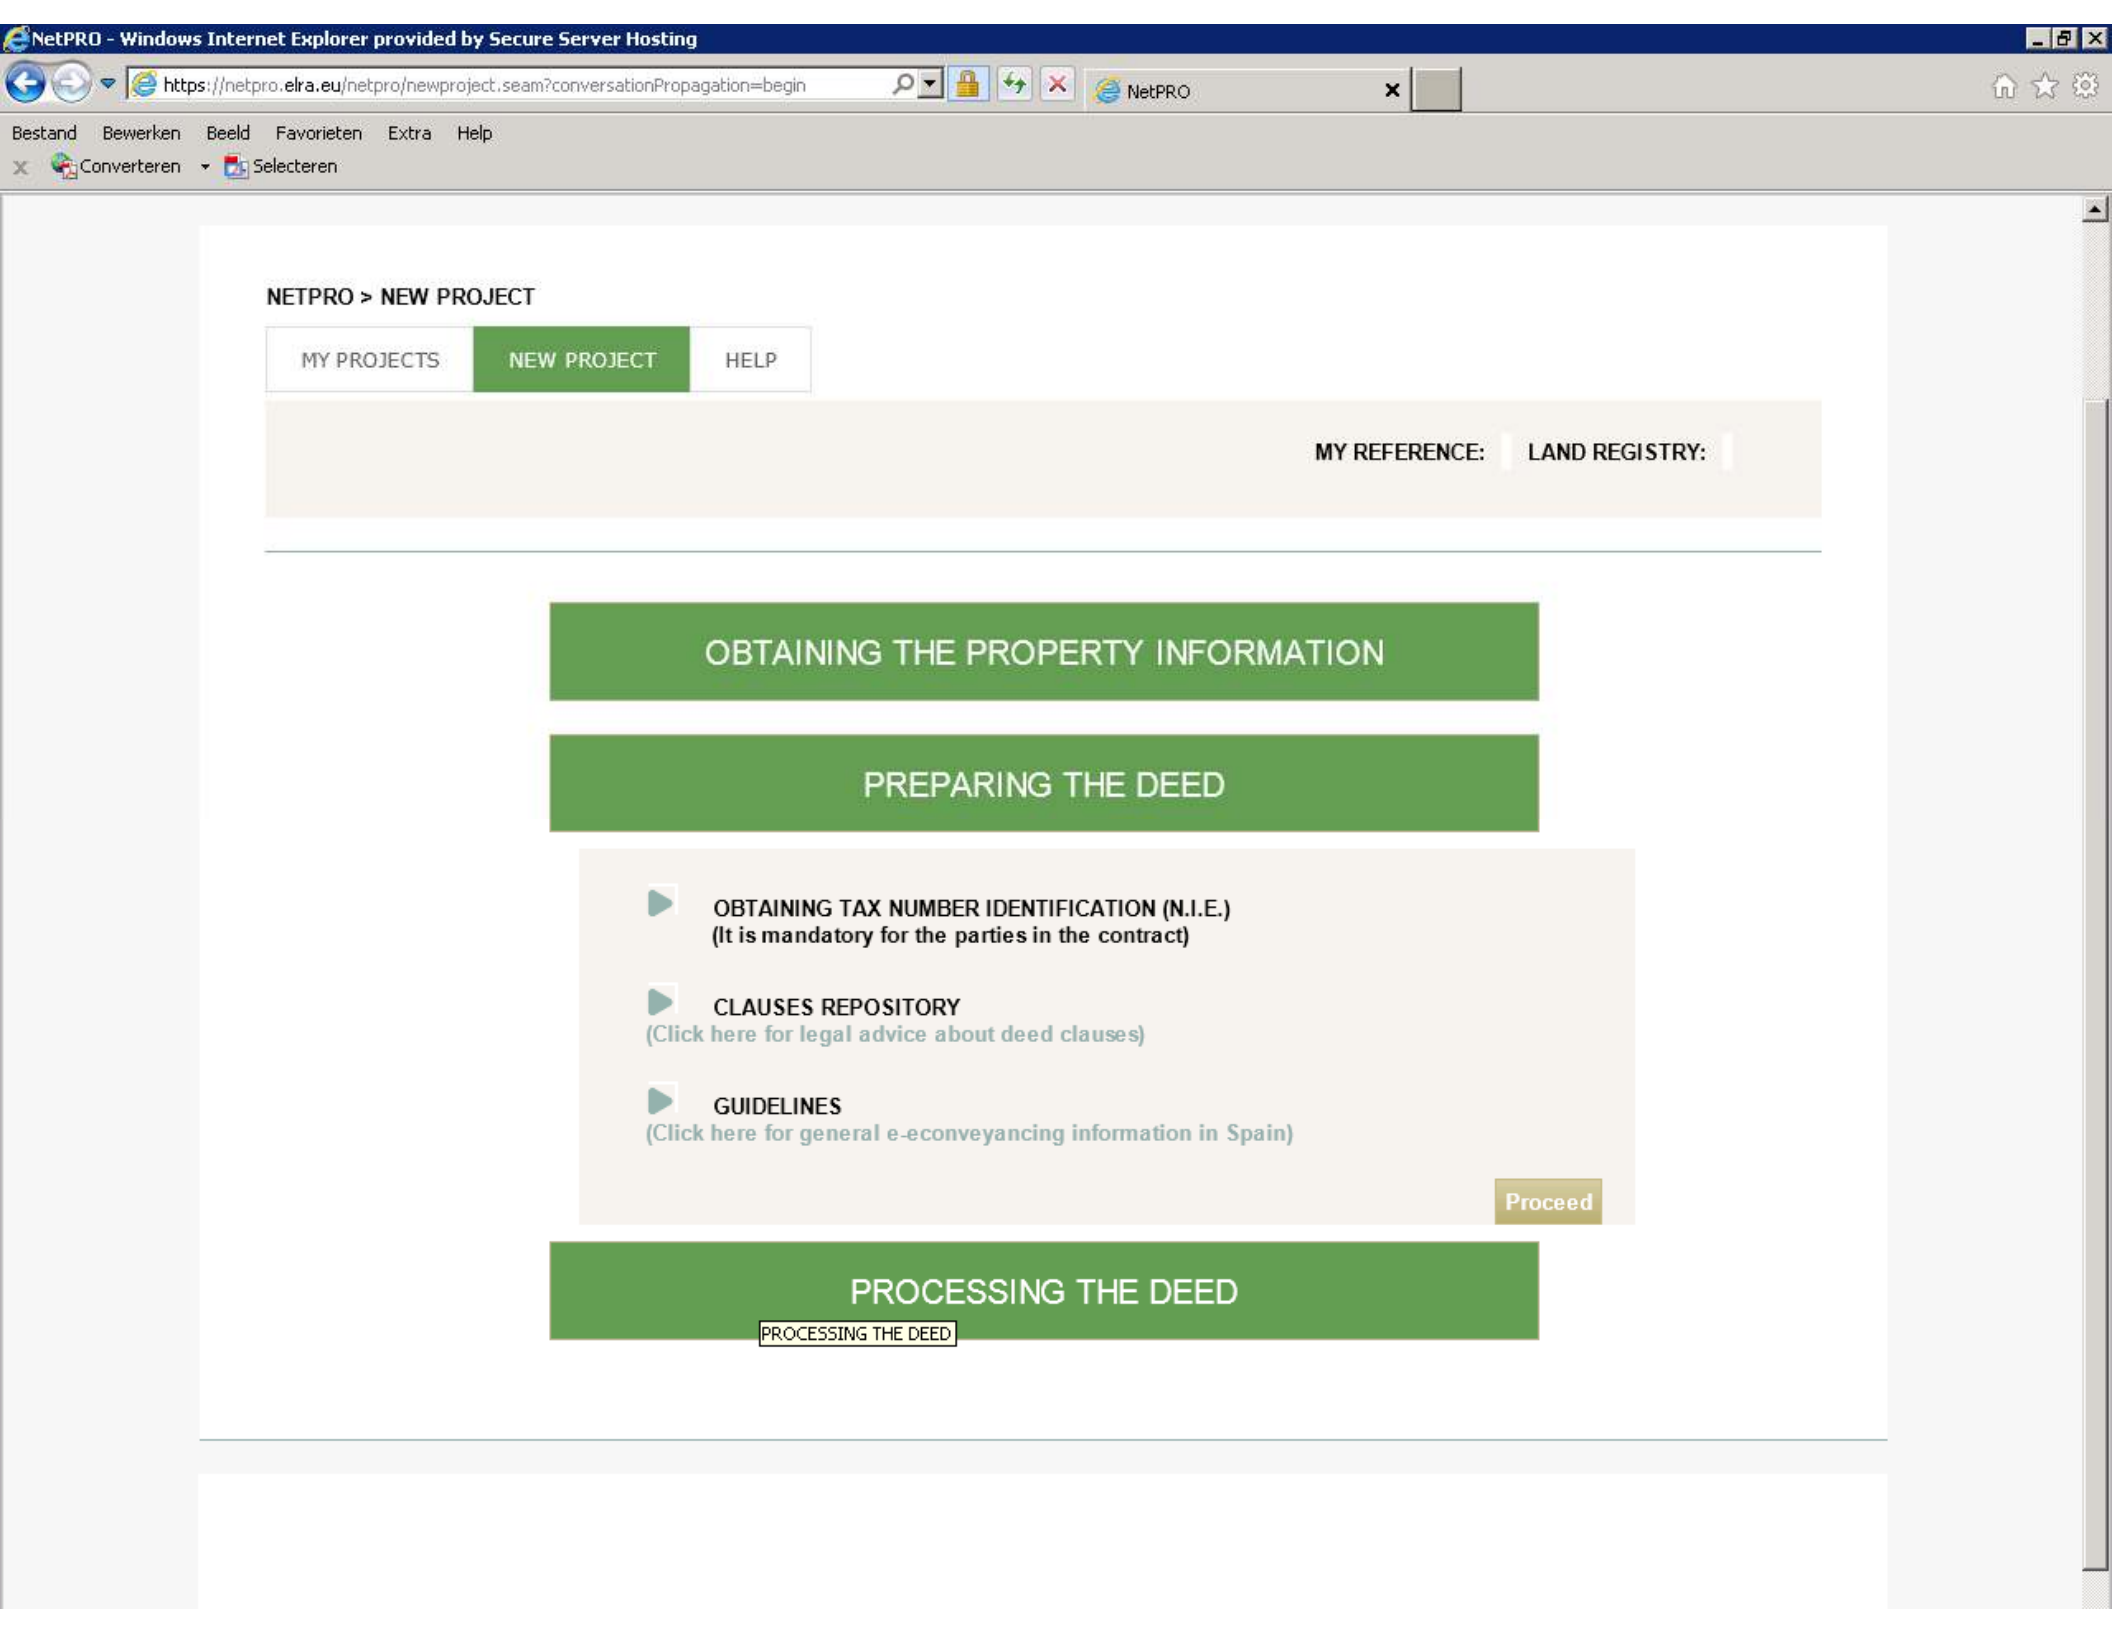 NetPRO - Windows Internet Explorer provided by Secure Server Hosting
https://netpro.elra.eu/netpro/newproject.seam?conversationPropagation=begin
NetPRO
Bestand Bewerken Beeld Favorieten Extra Help
Converteren Selecteren
NETPRO > NEW PROJECT
MY PROJECTS NEW PROJECT HELP
MY REFERENCE: LAND REGISTRY:
OBTAINING THE PROPERTY INFORMATION
PREPARING THE DEED
OBTAINING TAX NUMBER IDENTIFICATION (N.I.E.)
(It is mandatory for the parties in the contract)
CLAUSES REPOSITORY
(Click here for legal advice about deed clauses)
GUIDELINES
(Click here for general e-econveyancing information in Spain)
Proceed
PROCESSING THE DEED
PROCESSING THE DEED